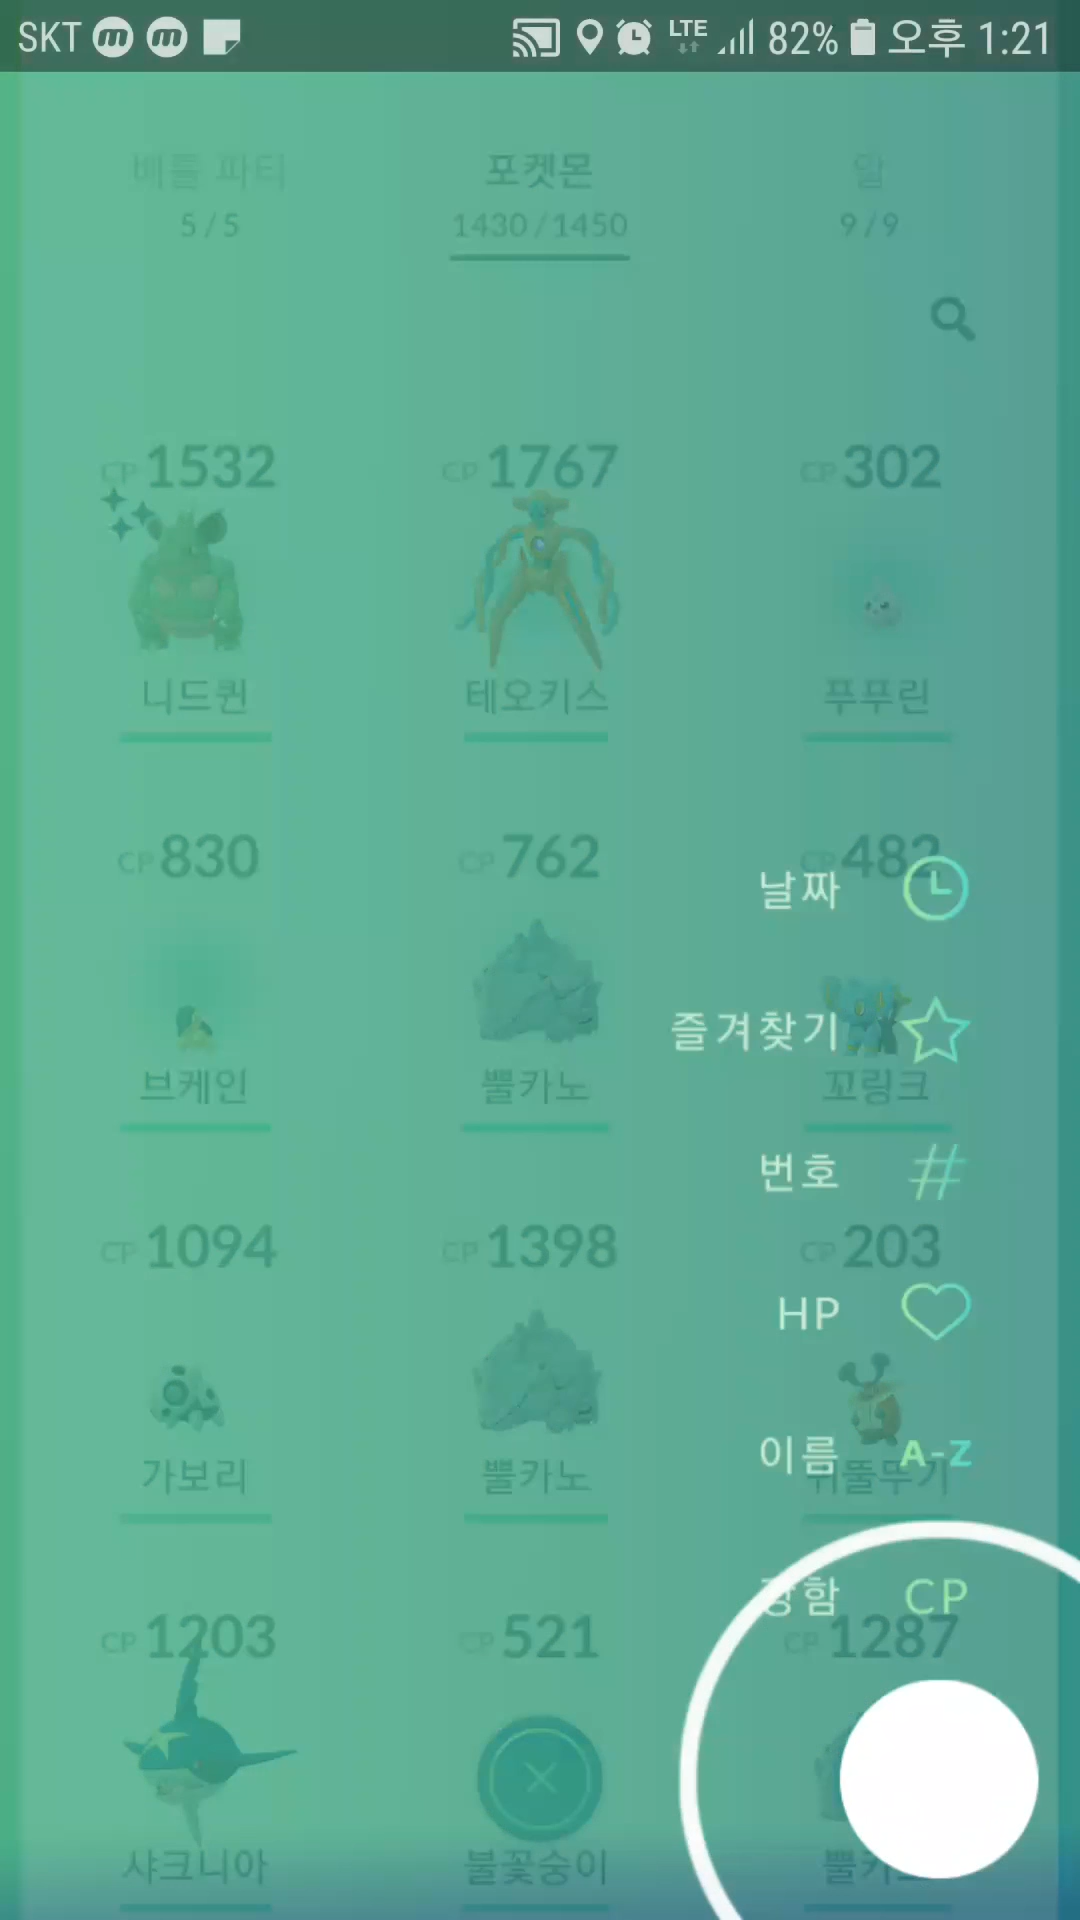 SKT LTE 82% 오후 1:21
배틀 파티 포켓몬 알
5 / 5 1430 / 1450 9 / 9
CP 1532 CP 1767 CP 302
니드퀸 테오키스 푸푸린
CP 830 CP 762 CP 482
날짜
즐겨찾기
브케인 뿔카노 꼬링크
번호 #
CP 1094 CP 1398 CP 203
HP
이름 A-Z
가보리 뿔카노 귀뚤뚜기
강함 CP
CP 1203 CP 521 CP 1287
샤크니아 불꽃숭이